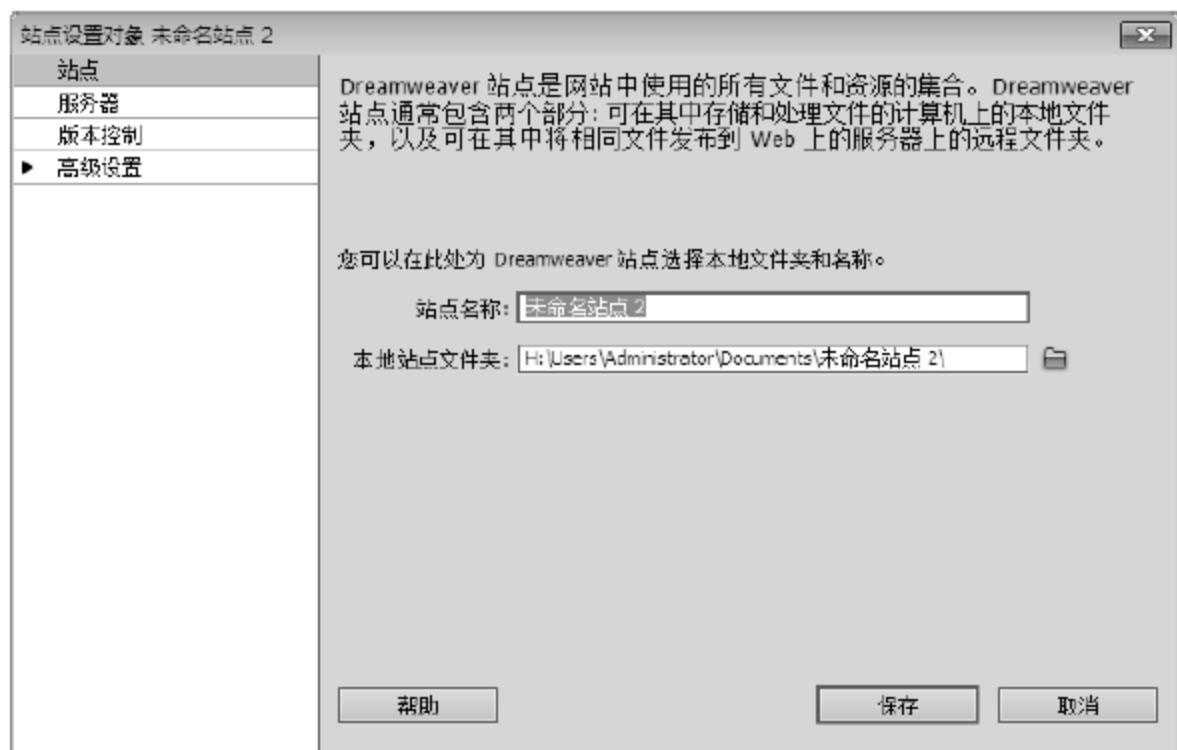 站点设置对象 未命名站点 2
站点
服务器
版本控制
高级设置
Dreamweaver 站点是网站中使用的所有文件和资源的集合。Dreamweaver
站点通常包含两个部分：可在其中存储和处理文件的计算机上的本地文件
夹，以及可在其中将相同文件发布到 Web 上的服务器上的远程文件夹。
您可以在此处为 Dreamweaver 站点选择本地文件夹和名称。
站点名称： 未命名站点 2
本地站点文件夹： H:\Users\Administrator\Documents\未命名站点 2\
帮助 保存 取消